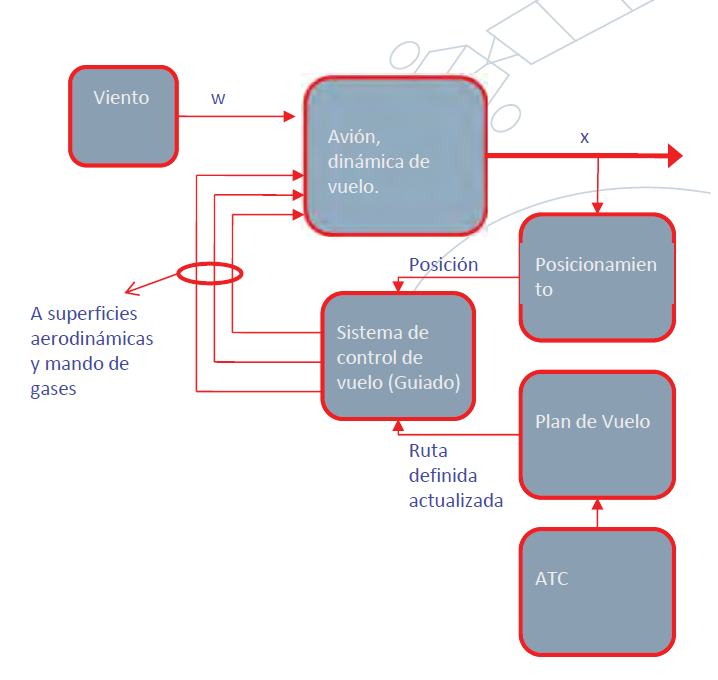 Viento
w
Avión,
dinámica de
vuelo.
x
Posición
Posicionamien
to
A superficies
aerodinámicas
y mando de
gases
Sistema de
control de
vuelo (Guiado)
Plan de Vuelo
Ruta
definida
actualizada
ATC